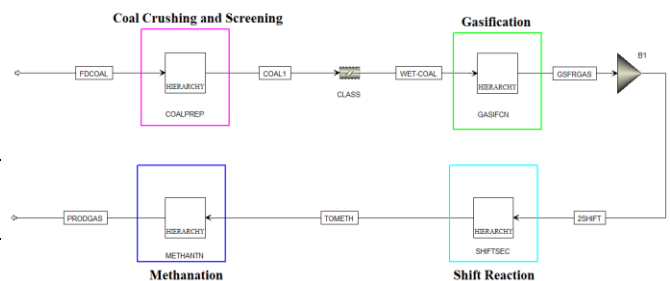 Coal Crushing and Screening
Gasification
FDCOAL
HIERARCHY
COALPREP
COAL1
CLASS
WET-COAL
HIERARCHY
GASIFCN
GSFRGAS
B1
PRODGAS
HIERARCHY
METHANTN
TOMETH
HIERARCHY
SHIFTSEC
2SHIFT
Methanation
Shift Reaction